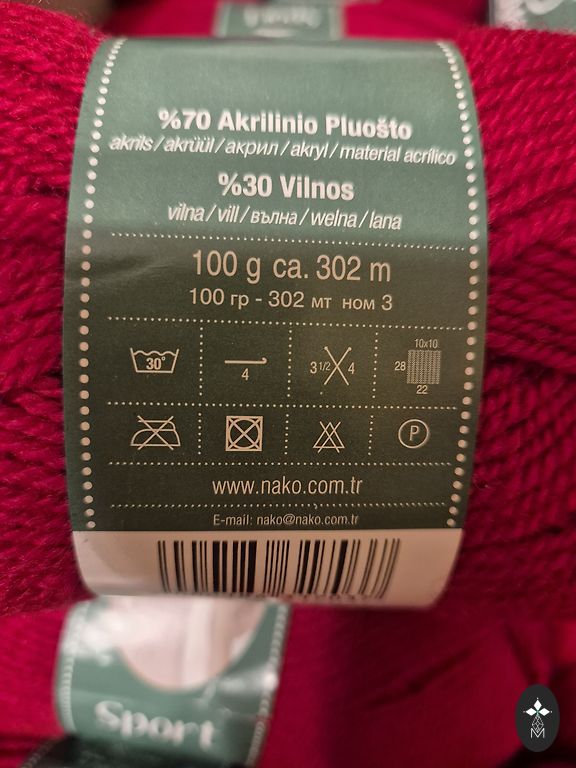 %70 Akrilinio Pluošto
akrils / akrüül / акрил / akryl / material acrílico
%30 Vilnos
vilna / vill / вълна / welna / lana
100 g ca. 302 m
100 гр - 302 мт ном 3
30°
4
3 1/2 4
10x10
28
22
P
www.nako.com.tr
E-mail: nako@nako.com.tr
Sport
M